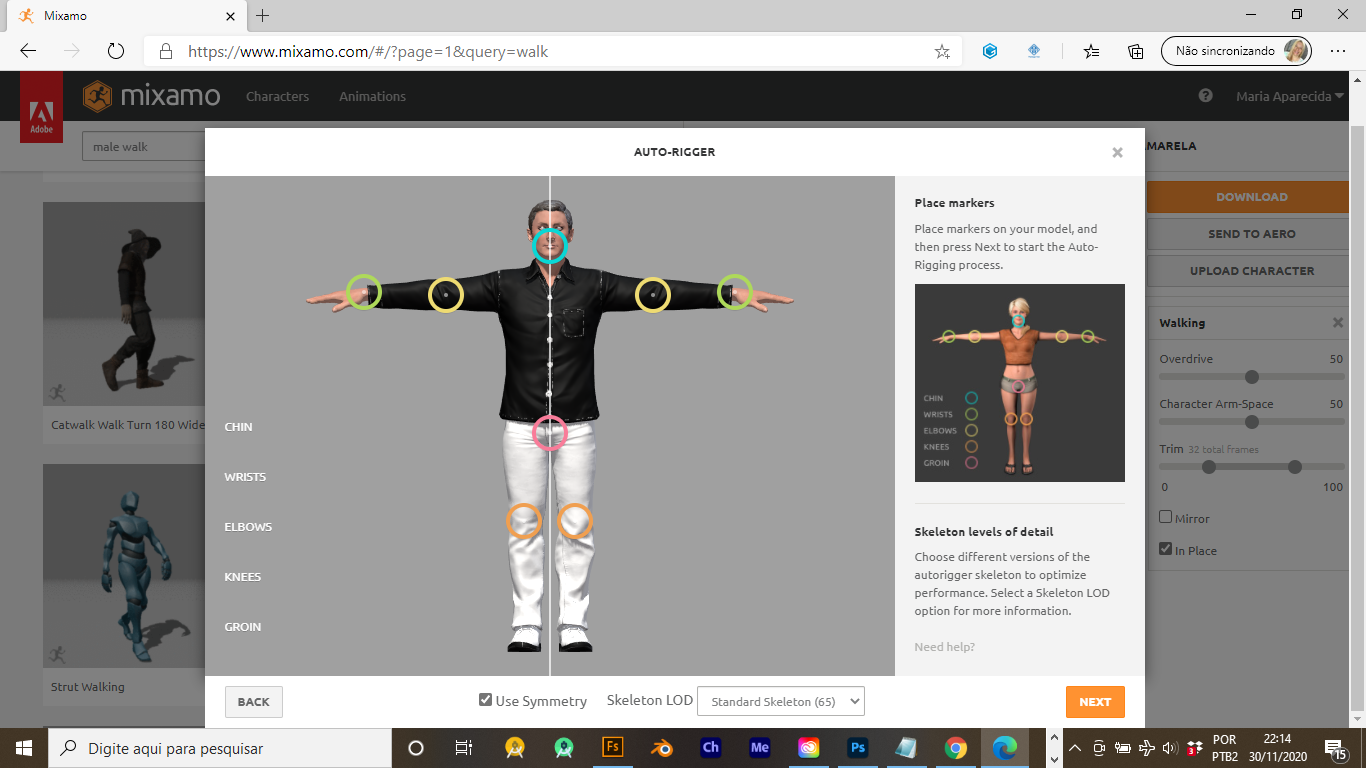 Mixamo
https://www.mixamo.com/#/?page=1&query=walk
Não sincronizando
Adobe
mixamo
Characters
Animations
Maria Aparecida
male walk
AUTO-RIGGER
MARELA
Place markers
Place markers on your model, and
then press Next to start the Auto-
Rigging process.
CHIN
WRISTS
ELBOWS
KNEES
GROIN
DOWNLOAD
SEND TO AERO
UPLOAD CHARACTER
Walking
Overdrive 50
Character Arm-Space 50
Trim 32 total frames
0 100
Mirror
In Place
Catwalk Walk Turn 180 Wide
Strut Walking
CHIN
WRISTS
ELBOWS
KNEES
GROIN
Skeleton levels of detail
Choose different versions of the
autorigger skeleton to optimize
performance. Select a Skeleton LOD
option for more information.
Need help?
BACK
Use Symmetry
Skeleton LOD
Standard Skeleton (65)
NEXT
Digite aqui para pesquisar
Fs
Ch
Me
Ps
3
POR
PTB2
22:14
30/11/2020
15